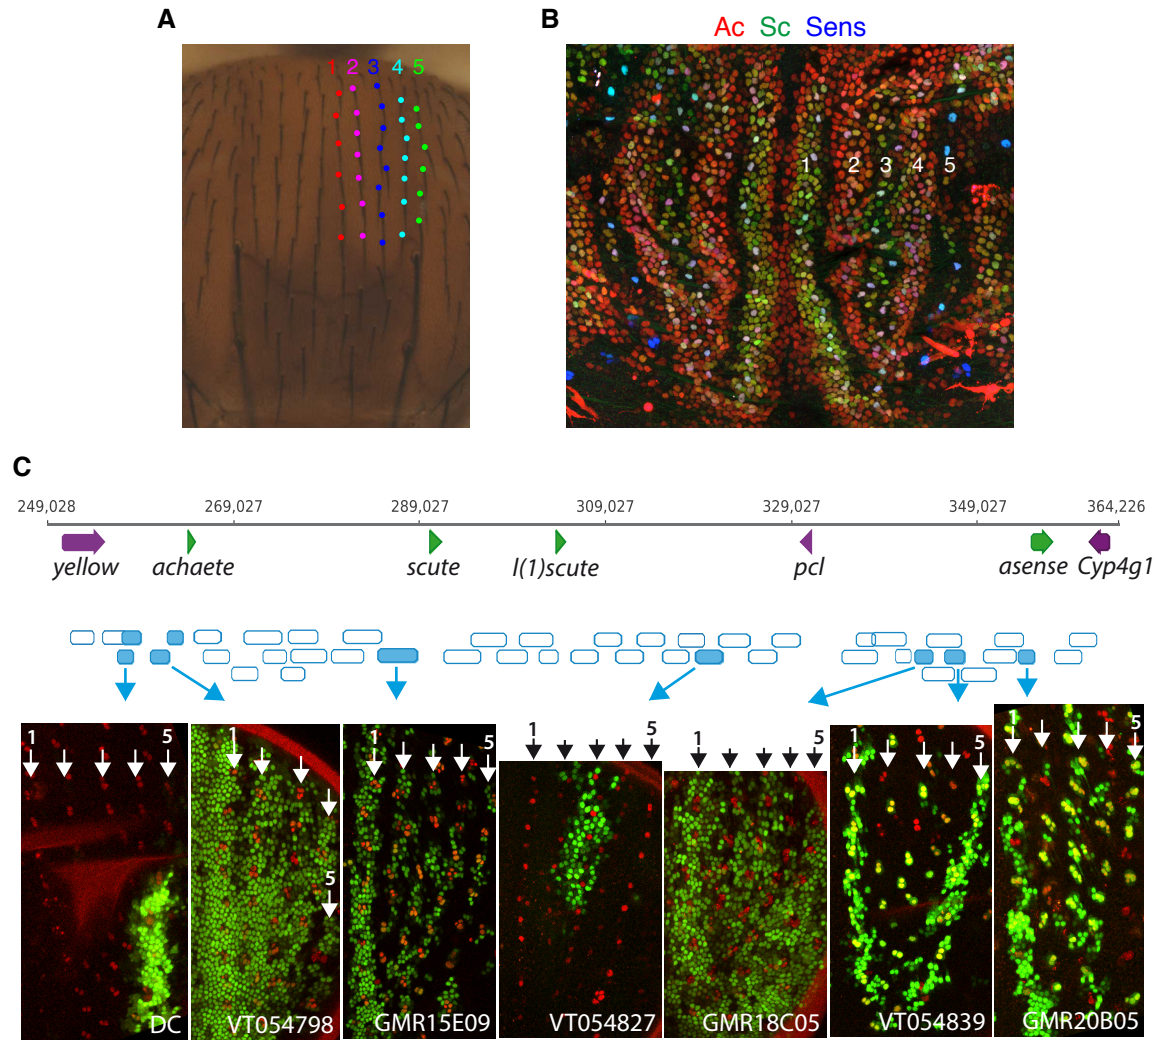 A
B
Ac Sc Sens
1 2 3 4 5
1 2 3 4 5
C
249,028 269,027 289,027 309,027 329,027 349,027 364,226
yellow achaete scute l(1)scute pcl asense Cyp4g1
1 5 1 5 1 5 1 5 1 5 1 5 1 5
DC VT054798 GMR15E09 VT054827 GMR18C05 VT054839 GMR20B05